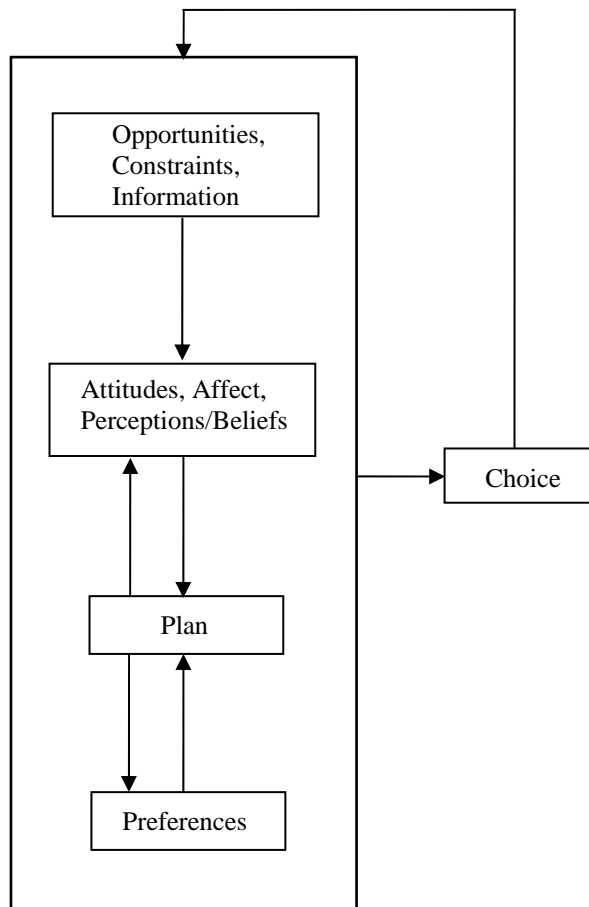 Opportunities,
Constraints,
Information
Attitudes, Affect,
Perceptions/Beliefs
Choice
Plan
Preferences